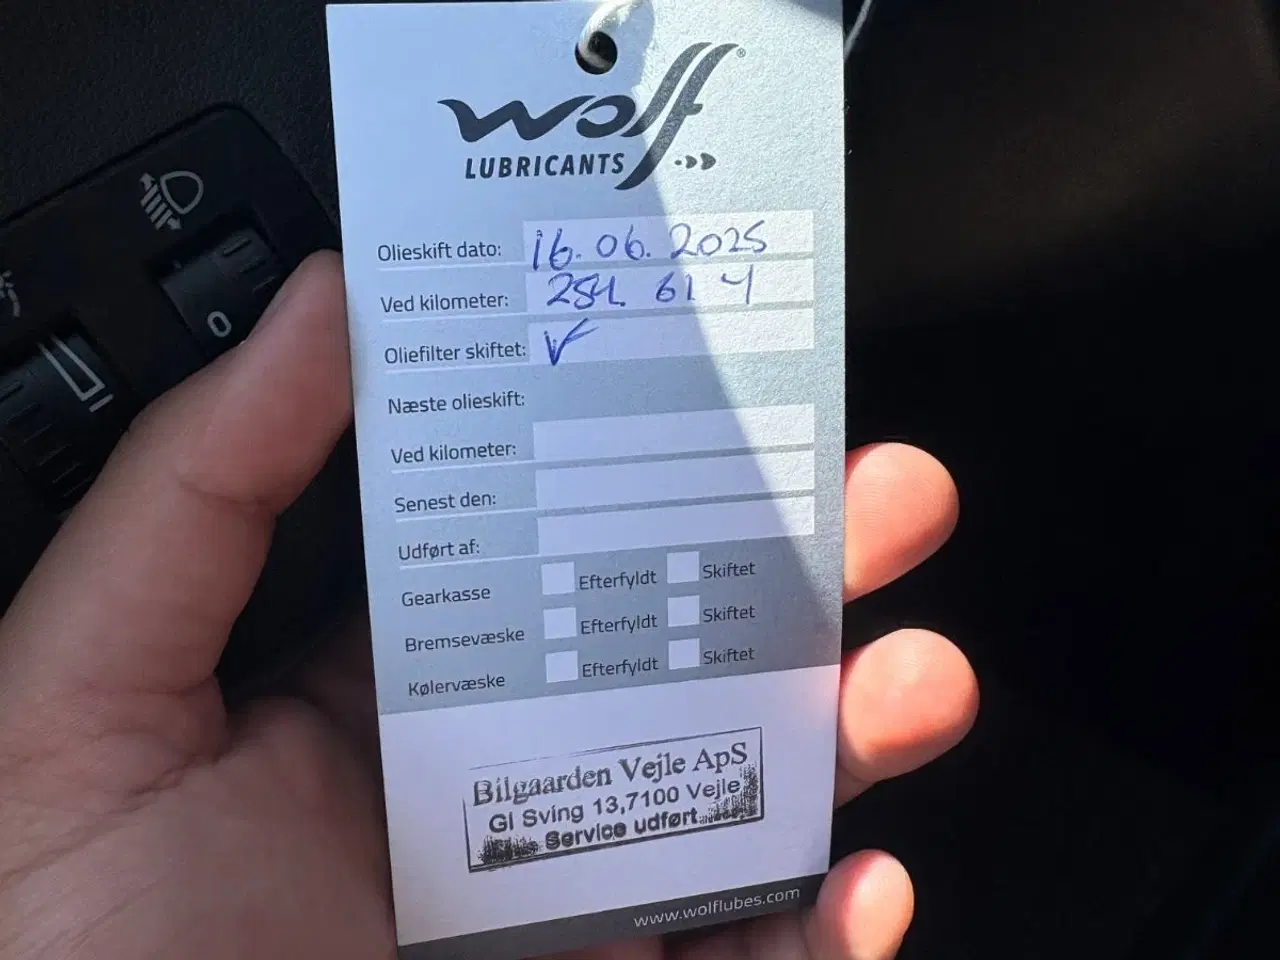 wolf®
LUBRICANTS
Olieskift dato: 16.06.2025
Ved kilometer: 254 614
Oliefilter skiftet: ✓
Næste olieskift:
Ved kilometer:
Senest den:
Udført af:
Gearkasse Efterfyldt Skiftet
Bremsevæske Efterfyldt Skiftet
Kølervæske Efterfyldt Skiftet
Bilgaarden Vejle ApS
Gl Sving 13,7100 Vejle
Service udført
www.wolflubes.com
0